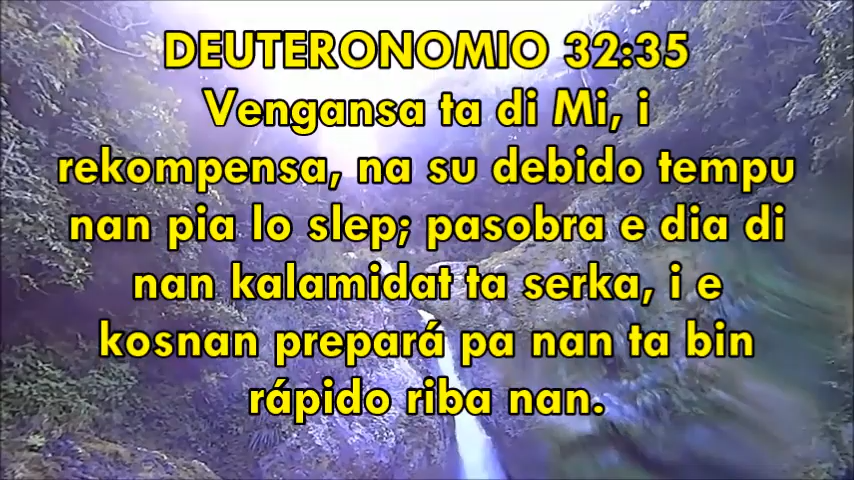 DEUTERONOMIO 32:35
Vengansa ta di Mi, i
rekompensa, na su debido tempu
nan pia lo slep; pasobra e dia di
nan kalamidat ta serka, i e
kosnan prepará pa nan ta bin
rápido riba nan.